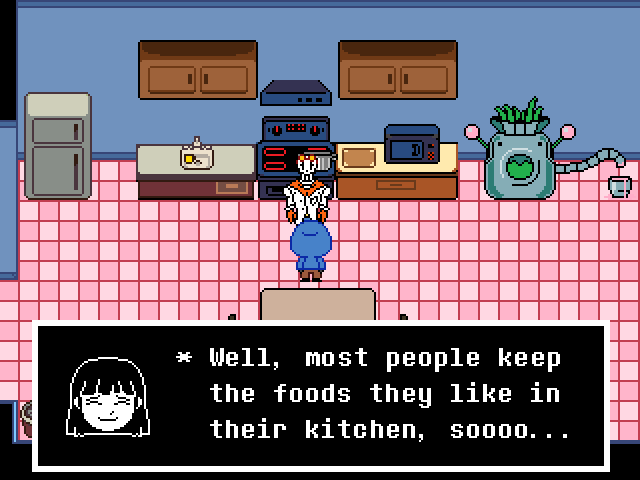 * Well, most people keep
the foods they like in
their kitchen, soooo...